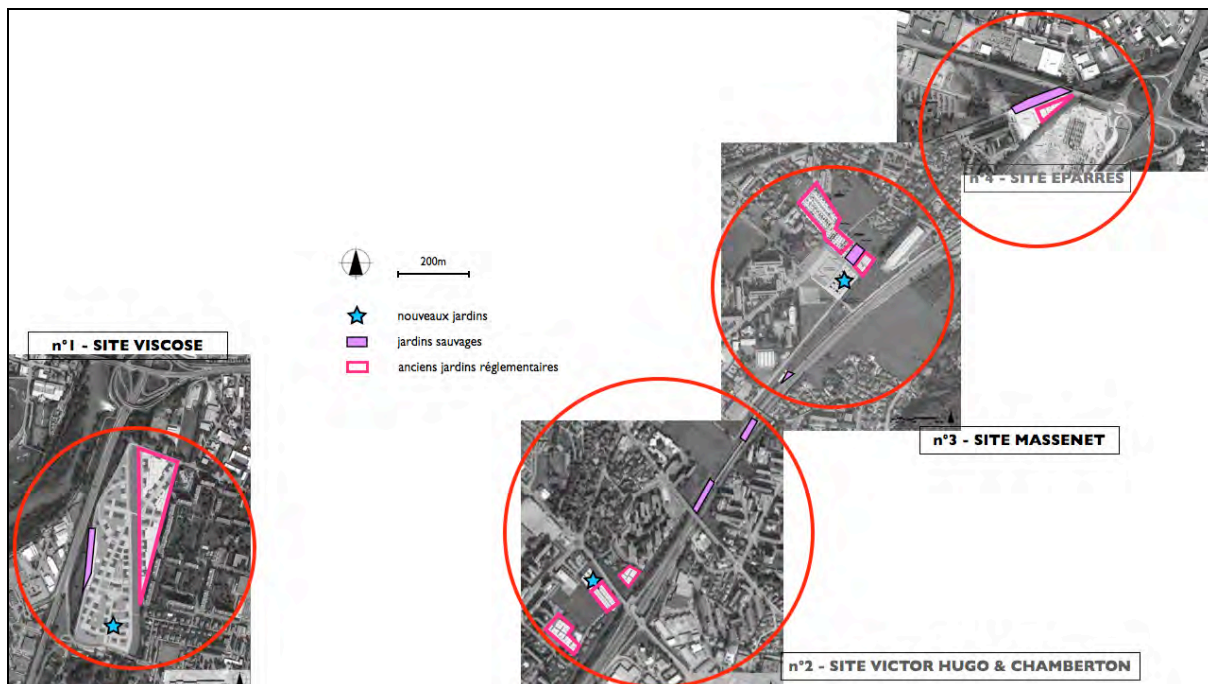 n°4 - SITE EPARRES
200m
nouveaux jardins
jardins sauvages
anciens jardins réglementaires
n°1 - SITE VISCOSE
n°3 - SITE MASSENET
n°2 - SITE VICTOR HUGO & CHAMBERTON